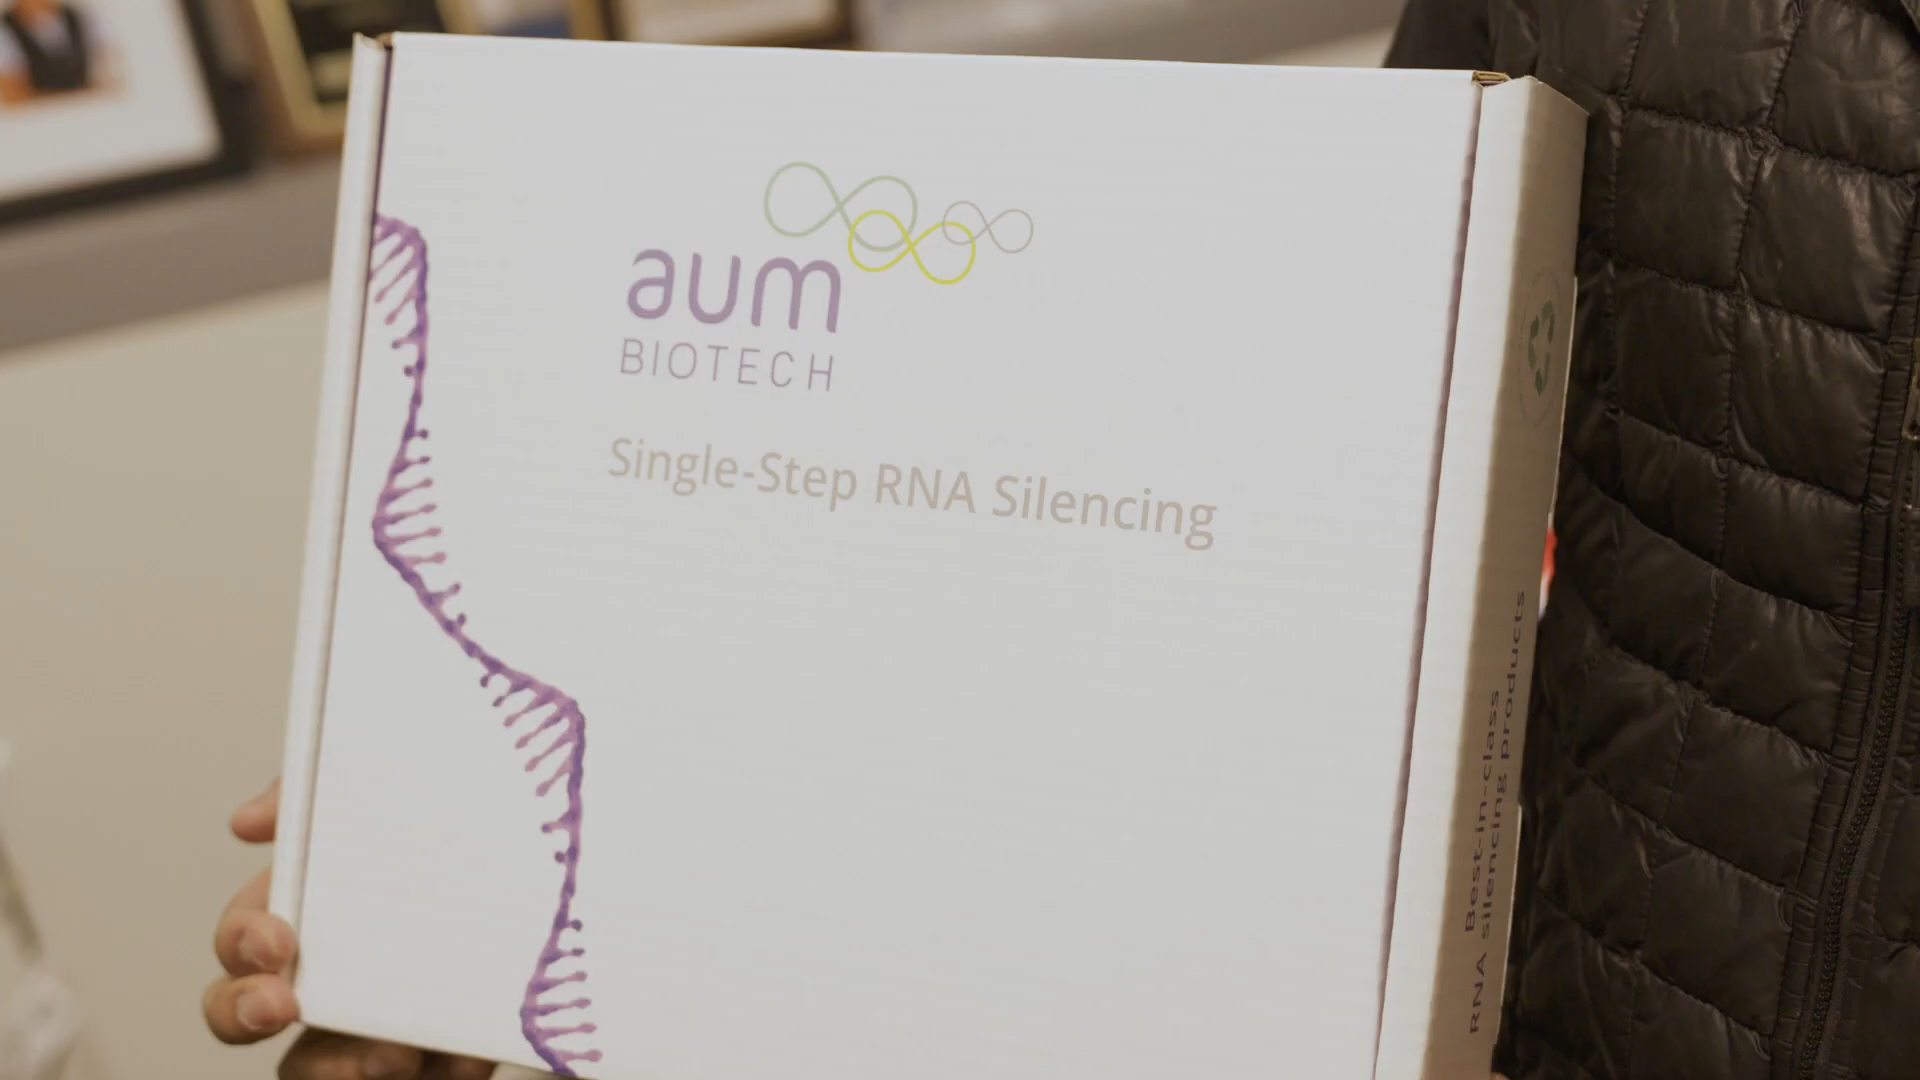 aum
BIOTECH
Single-Step RNA Silencing
Best-in-class
RNA silencing products